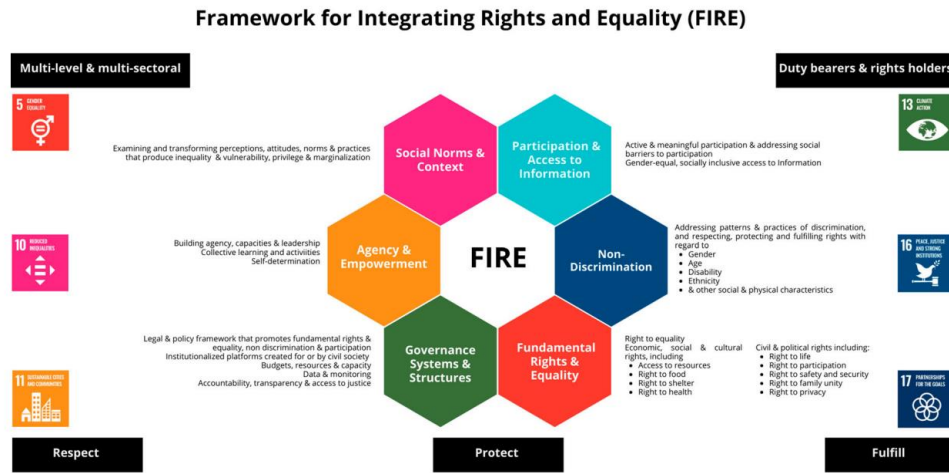 Framework for Integrating Rights and Equality (FIRE)
Multi-level & multi-sectoral
Duty bearers & rights holders
5 GENDER
EQUALITY
13 CLIMATE
ACTION
Examining and transforming perceptions, attitudes, norms & practices
that produce inequality & vulnerability, privilege & marginalization
Social Norms &
Context
Participation &
Access to
Information
Active & meaningful participation & addressing social
barriers to participation
Gender-equal, socially inclusive access to Information
10 REDUCED
INEQUALITIES
Building agency, capacities & leadership
Collective learning and activiities
Self-determination
Agency &
Empowerment
FIRE
Non-
Discrimination
Addressing patterns & practices of discrimination,
and respecting, protecting and fulfilling rights with
regard to
• Gender
• Age
• Disability
• Ethnicity
• & other social & physical characteristics
16 PEACE, JUSTICE
AND STRONG
INSTITUTIONS
Legal & policy framework that promotes fundamental rights &
equality, non discrimination & participation
Institutionalized platforms created for or by civil society
Budgets, resources & capacity
Data & monitoring
Accountability, transparency & access to justice
Governance
Systems &
Structures
Fundamental
Rights &
Equality
Right to equality
Economic, social & cultural
rights, including
• Access to resources
• Right to food
• Right to shelter
• Right to health
Civil & political rights including:
• Right to life
• Right to participation
• Right to safety and security
• Right to family unity
• Right to privacy
11 SUSTAINABLE CITIES
AND COMMUNITIES
17 PARTNERSHIPS
FOR THE GOALS
Respect
Protect
Fulfill